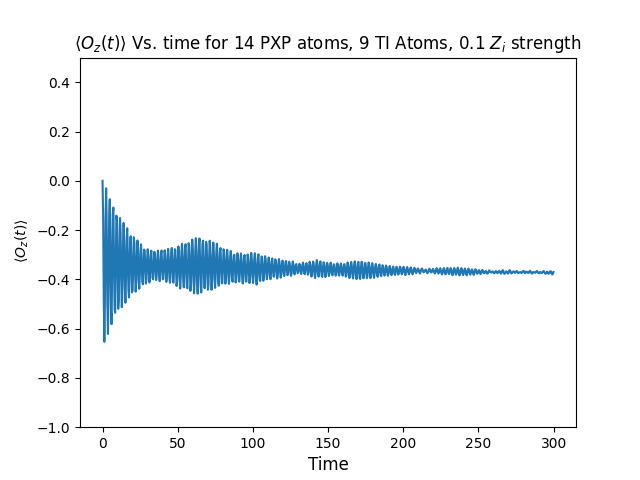 ⟨O_z(t)⟩ Vs. time for 14 PXP atoms, 9 TI Atoms, 0.1 Z_i strength
0.4
0.2
0.0
−0.2
−0.4
−0.6
−0.8
−1.0
⟨O_z(t)⟩
0 50 100 150 200 250 300
Time